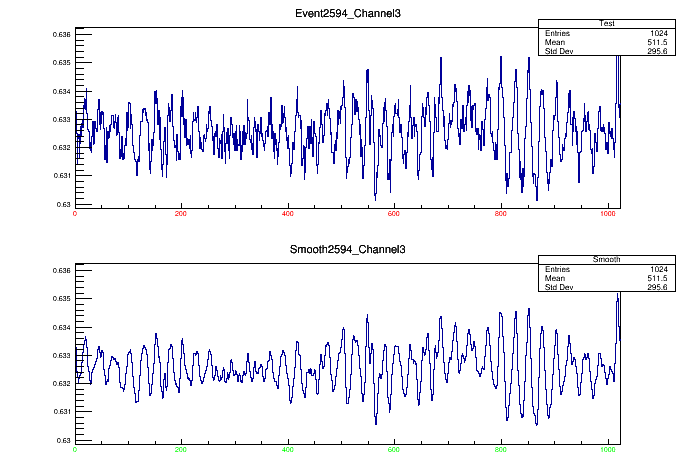 Event2594_Channel3
Test
Entries 1024
Mean 511.5
Std Dev 295.6
0.636
0.635
0.634
0.633
0.632
0.631
0.63
0 200 400 600 800 1000
Smooth2594_Channel3
Smooth
Entries 1024
Mean 511.5
Std Dev 295.6
0.636
0.635
0.634
0.633
0.632
0.631
0.63
0 200 400 600 800 1000